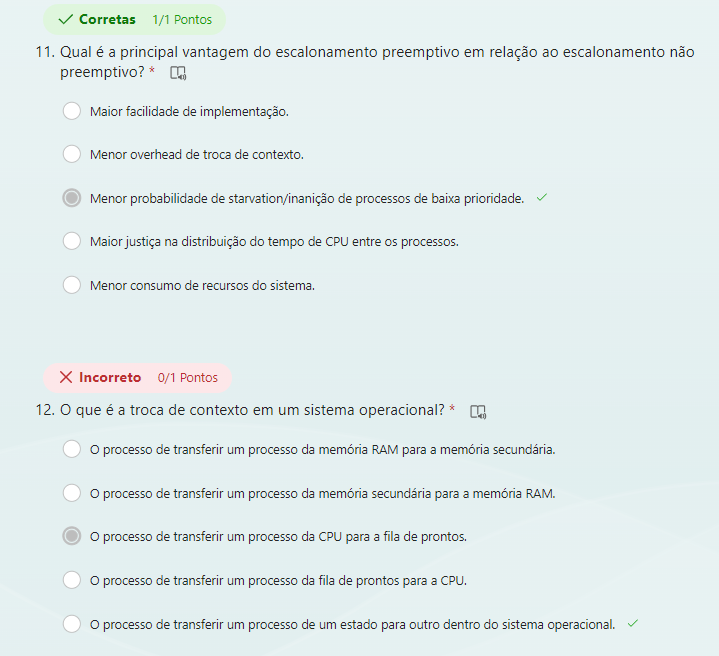 Corretas 1/1 Pontos
11. Qual é a principal vantagem do escalonamento preemptivo em relação ao escalonamento não
preemptivo? *
Maior facilidade de implementação.
Menor overhead de troca de contexto.
Menor probabilidade de starvation/inanição de processos de baixa prioridade.
Maior justiça na distribuição do tempo de CPU entre os processos.
Menor consumo de recursos do sistema.
Incorreto 0/1 Pontos
12. O que é a troca de contexto em um sistema operacional? *
O processo de transferir um processo da memória RAM para a memória secundária.
O processo de transferir um processo da memória secundária para a memória RAM.
O processo de transferir um processo da CPU para a fila de prontos.
O processo de transferir um processo da fila de prontos para a CPU.
O processo de transferir um processo de um estado para outro dentro do sistema operacional.